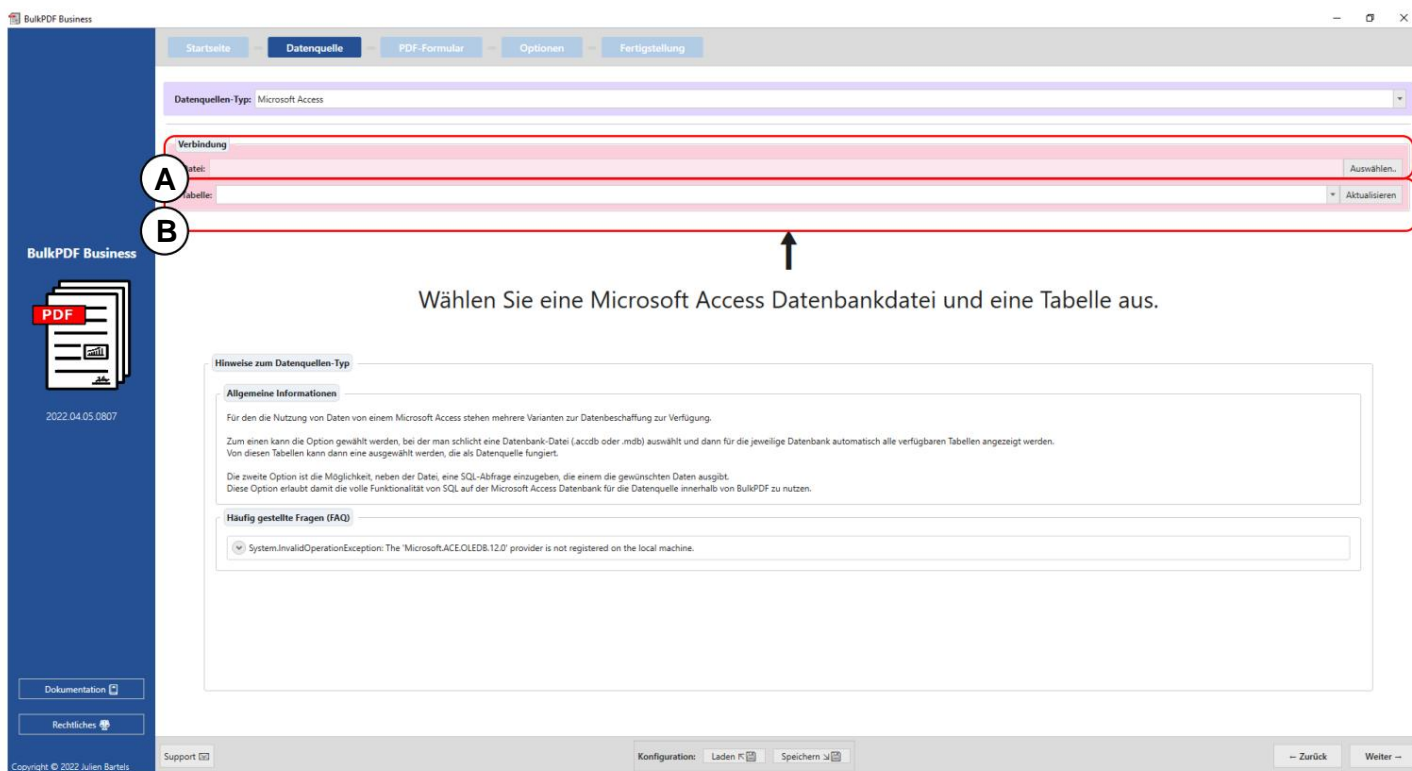 BulkPDF Business
Startseite
Datenquelle
PDF-Formular
Optionen
Fertigstellung
Datenquellen-Typ: Microsoft Access
Verbindung
A
atei:
Auswählen..
Tabelle:
Aktualisieren
B
BulkPDF Business
PDF
2022.04.05.0807
Wählen Sie eine Microsoft Access Datenbankdatei und eine Tabelle aus.
Hinweise zum Datenquellen-Typ
Allgemeine Informationen
Für den die Nutzung von Daten von einem Microsoft Access stehen mehrere Varianten zur Datenbeschaffung zur Verfügung.
Zum einen kann die Option gewählt werden, bei der man schlicht eine Datenbank-Datei (.accdb oder .mdb) auswählt und dann für die jeweilige Datenbank automatisch alle verfügbaren Tabellen angezeigt werden.
Von diesen Tabellen kann dann eine ausgewählt werden, die als Datenquelle fungiert.
Die zweite Option ist die Möglichkeit, neben der Datei, eine SQL-Abfrage einzugeben, die einem die gewünschten Daten ausgibt.
Diese Option erlaubt damit die volle Funktionalität von SQL auf der Microsoft Access Datenbank für die Datenquelle innerhalb von BulkPDF zu nutzen.
Häufig gestellte Fragen (FAQ)
System.InvalidOperationException: The 'Microsoft.ACE.OLEDB.12.0' provider is not registered on the local machine.
Dokumentation
Rechtliches
Copyright © 2022 Julien Bartels
Support
Konfiguration:
Laden
Speichern
← Zurück
Weiter →